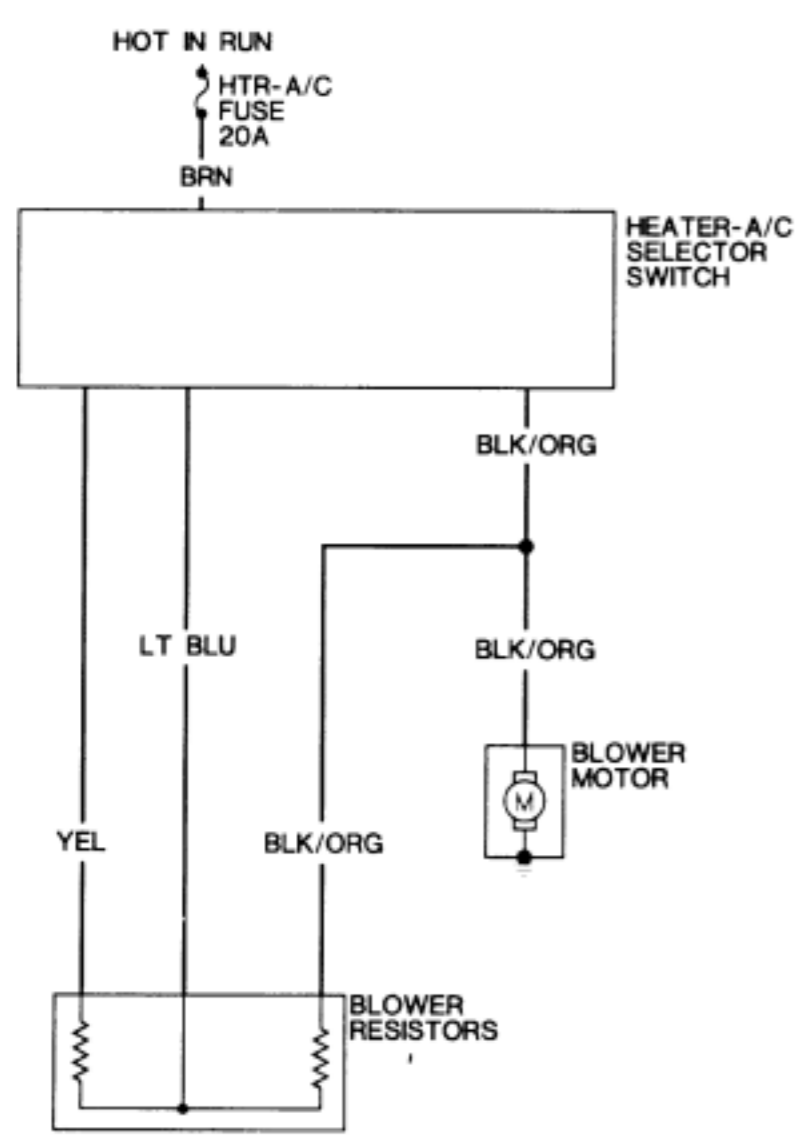 HOT IN RUN
HTR-A/C
FUSE
20A
BRN
HEATER-A/C
SELECTOR
SWITCH
BLK/ORG
LT BLU
BLK/ORG
BLOWER
MOTOR
M
YEL
BLK/ORG
BLOWER
RESISTORS